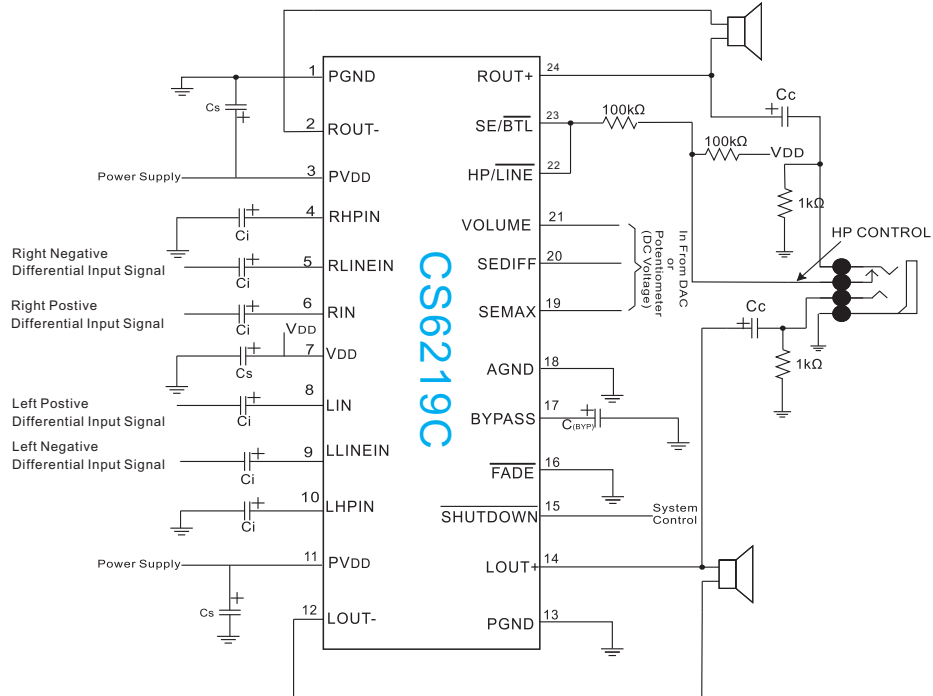 1
PGND
Cs
2
ROUT-
Power Supply
3
PVDD
4
RHPIN
Ci
Right Negative
Differential Input Signal
5
RLINEIN
Ci
Right Postive
Differential Input Signal
6
RIN
Ci
VDD
7
VDD
Cs
Left Postive
Differential Input Signal
8
LIN
Ci
Left Negative
Differential Input Signal
9
LLINEIN
Ci
10
LHPIN
Ci
Power Supply
11
PVDD
Cs
12
LOUT-
CS6219C
ROUT+
24
SE/BTL
23
100kΩ
100kΩ
VDD
HP/LINE
22
VOLUME
21
SEDIFF
20
SEMAX
19
In From DAC
or
Potentiometer
(DC Voltage)
AGND
18
BYPASS
17
C(BYP)
FADE
16
SHUTDOWN
15
System
Control
LOUT+
14
PGND
13
Cc
1kΩ
HP CONTROL
Cc
1kΩ